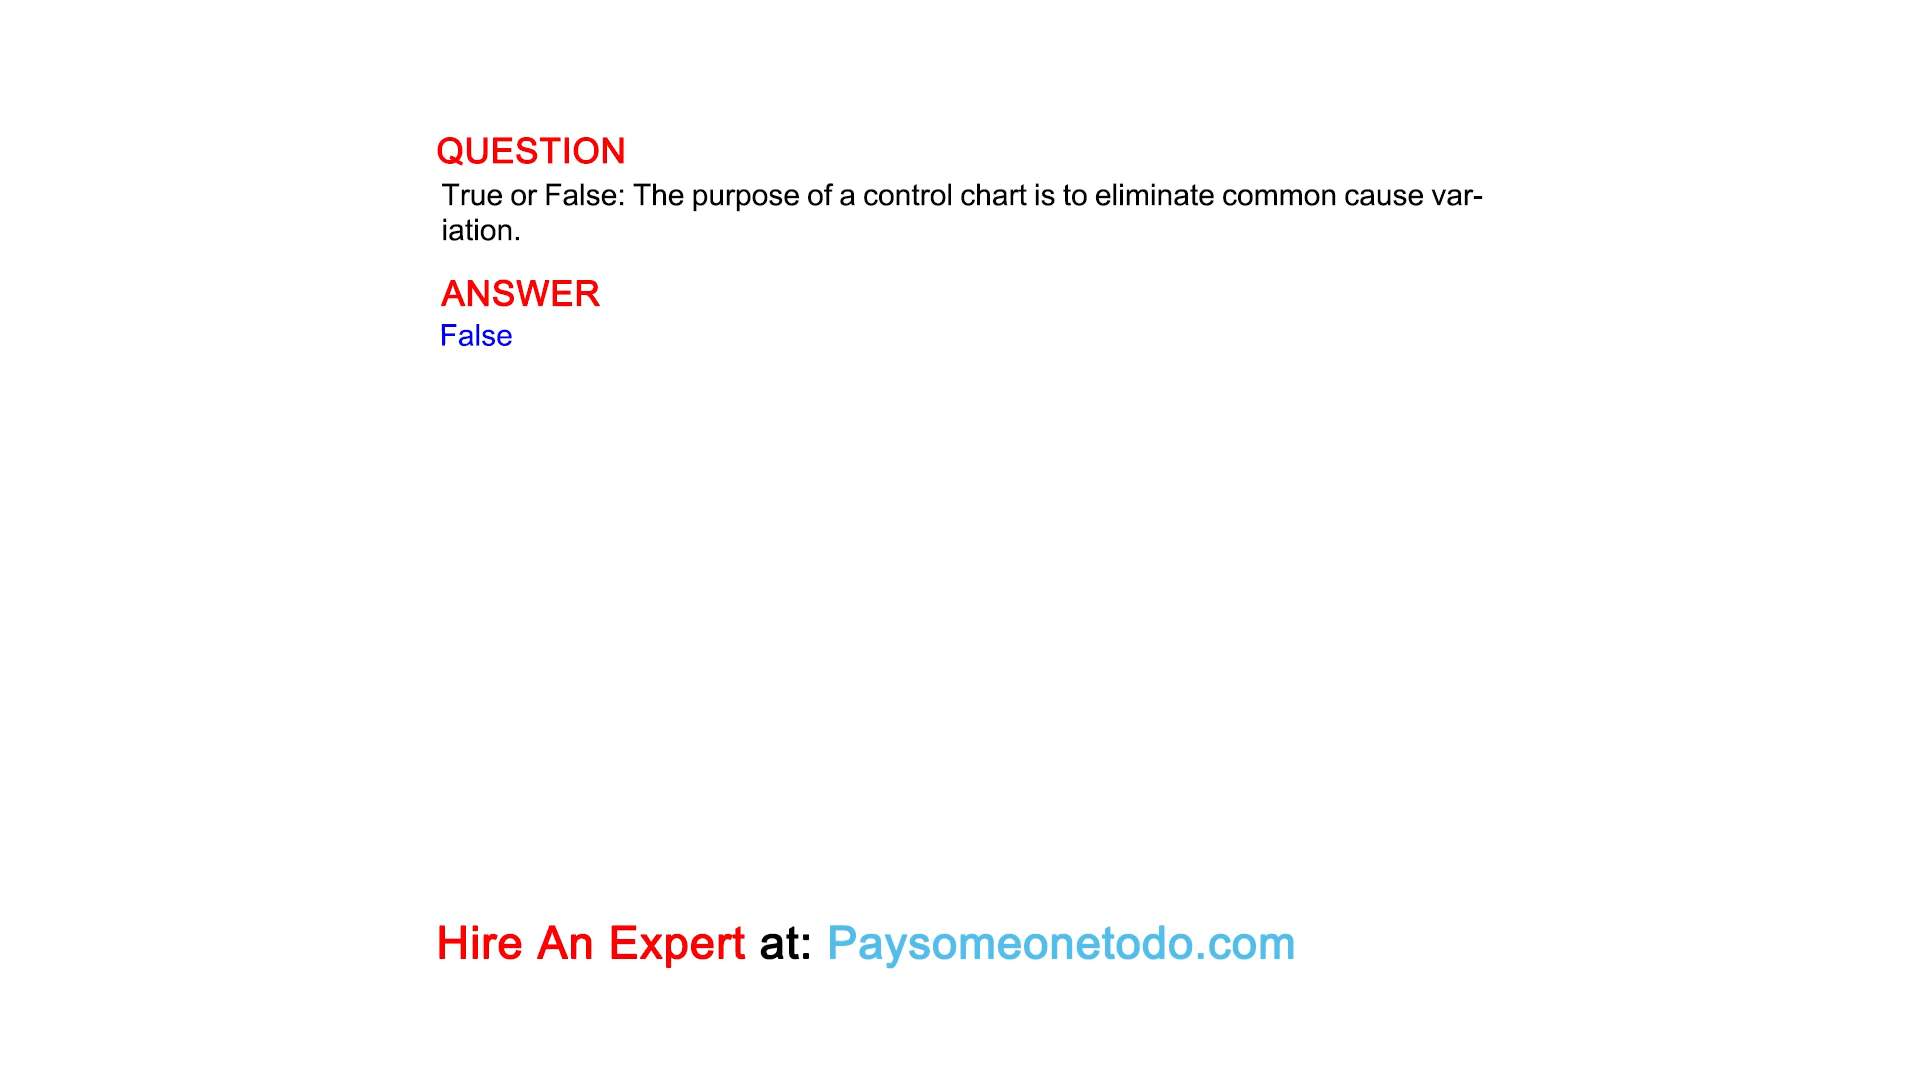 QUESTION
True or False: The purpose of a control chart is to eliminate common cause var-
iation.
ANSWER
False
Hire An Expert at: Paysomeonetodo.com